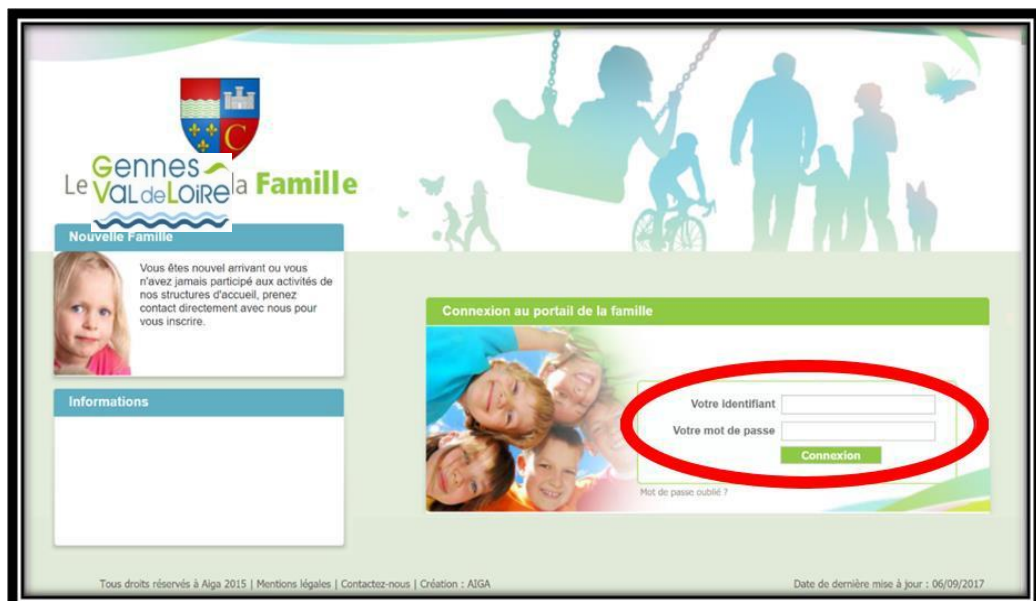 C
Gennes
Val de Loire
Le
la Famille
Nouvelle Famille
Vous êtes nouvel arrivant ou vous
n'avez jamais participé aux activités de
nos structures d'accueil, prenez
contact directement avec nous pour
vous inscrire.
Informations
Connexion au portail de la famille
Votre identifiant
Votre mot de passe
Connexion
Mot de passe oublié ?
Tous droits réservés à Aiga 2015 | Mentions légales | Contactez-nous | Création : AIGA
Date de dernière mise à jour : 06/09/2017